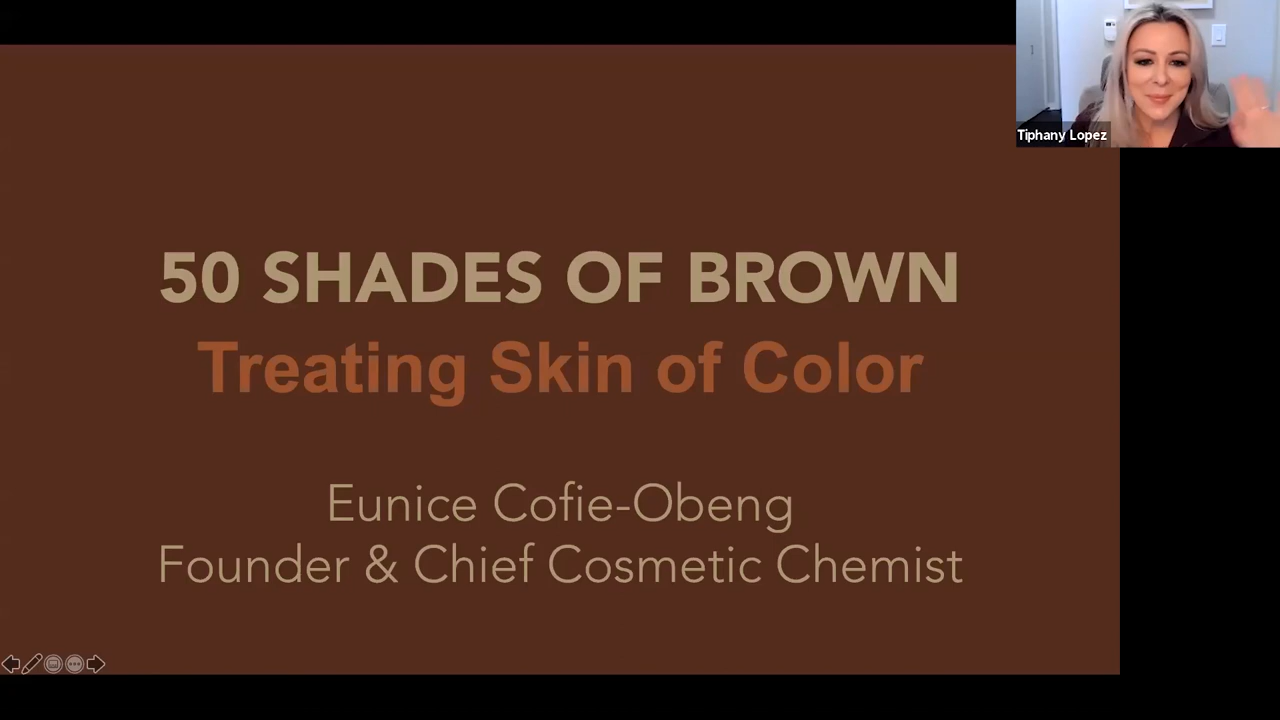 Tiphany Lopez
50 SHADES OF BROWN
Treating Skin of Color
Eunice Cofie-Obeng
Founder & Chief Cosmetic Chemist